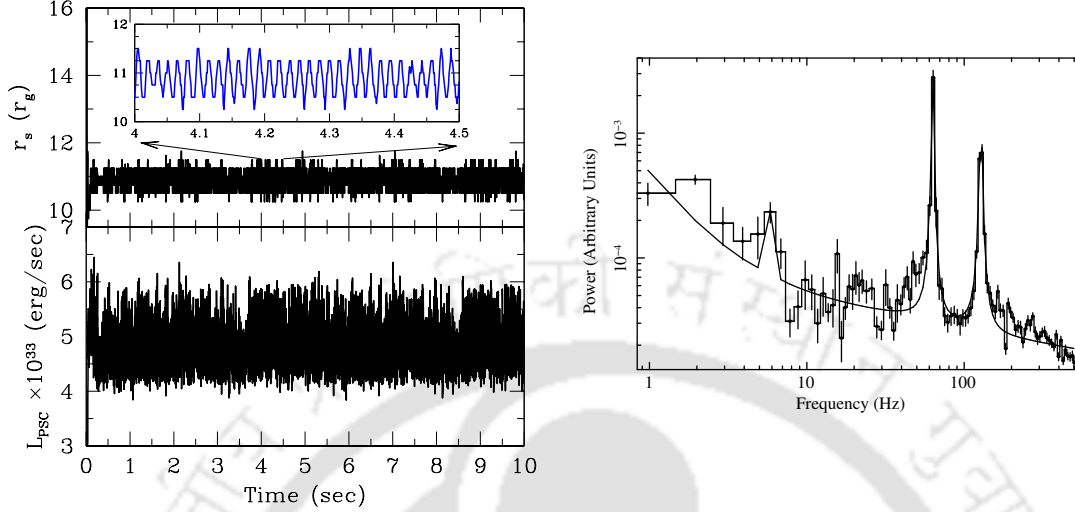 16
14
12
10
r_s (r_g)
12
11
10
4 4.1 4.2 4.3 4.4 4.5
7
6
5
4
3
L_PSC ×10^33 (erg/sec)
0 1 2 3 4 5 6 7 8 9 10
Time (sec)
10^−3
10^−4
Power (Arbitrary Units)
1 10 100
Frequency (Hz)